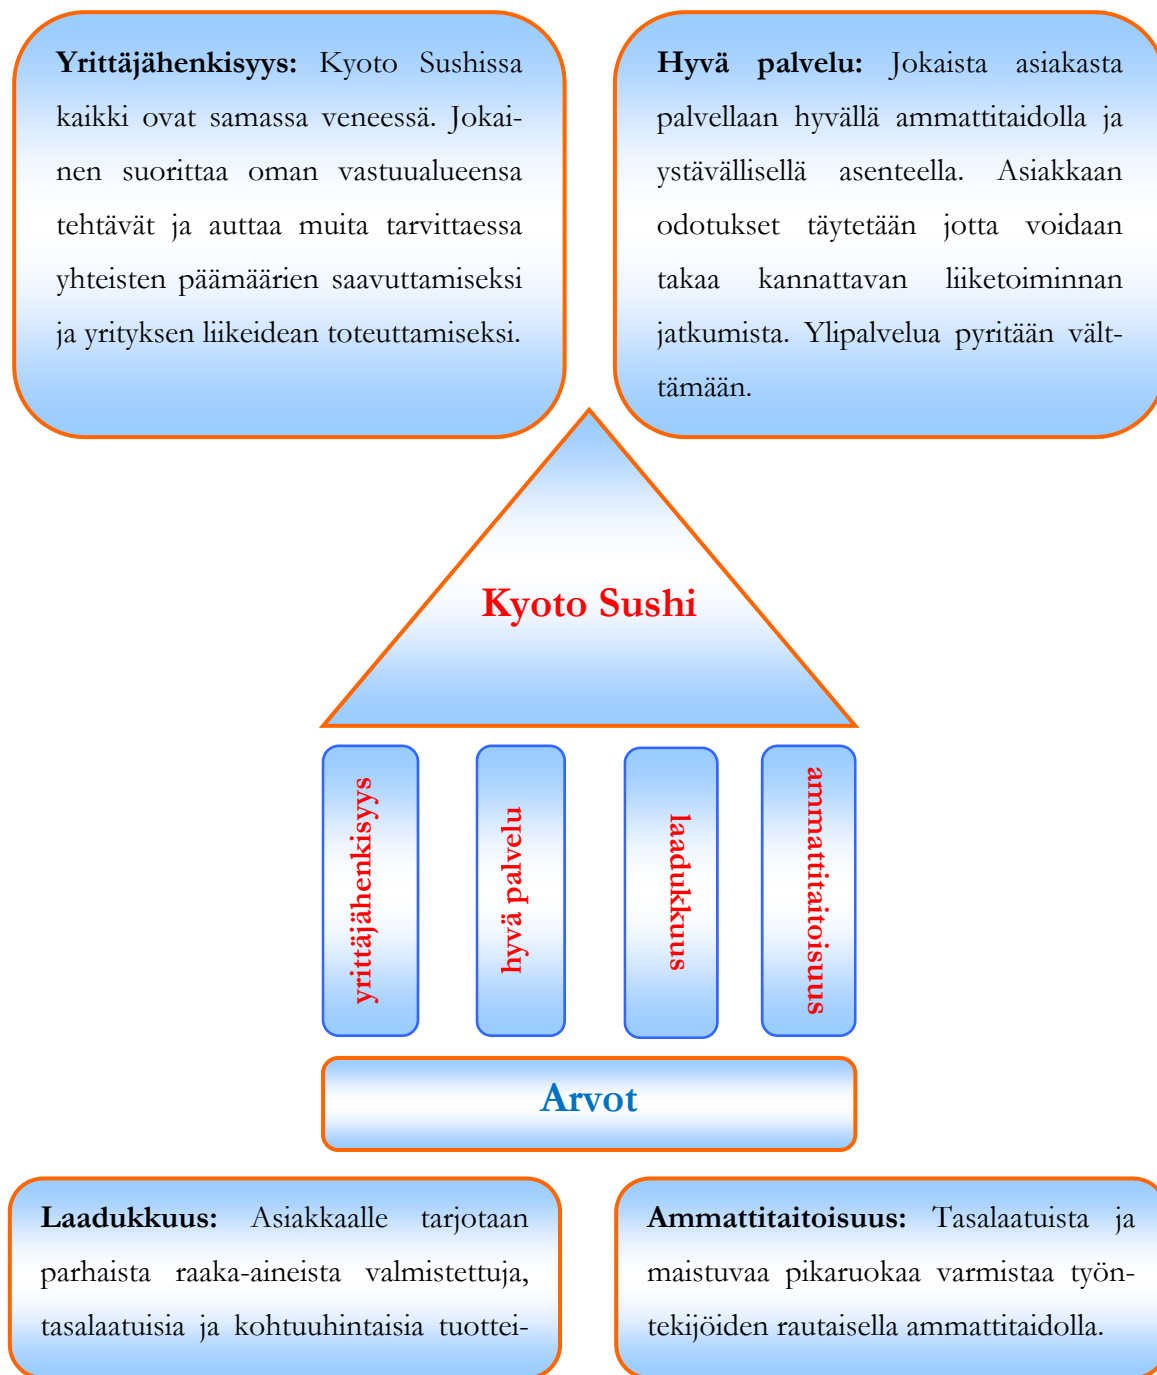 Yrittäjähenkisyys: Kyoto Sushissa
kaikki ovat samassa veneessä. Jokai-
nen suorittaa oman vastuualueensa
tehtävät ja auttaa muita tarvittaessa
yhteisten päämäärien saavuttamiseksi
ja yrityksen liikeidean toteuttamiseksi.
Hyvä palvelu: Jokaista asiakasta
palvellaan hyvällä ammattitaidolla ja
ystävällisellä asenteella. Asiakkaan
odotukset täytetään jotta voidaan
takaa kannattavan liiketoiminnan
jatkumista. Ylipalvelua pyritään vält-
tämään.
Kyoto Sushi
yrittäjähenkisyys
hyvä palvelu
laadukkuus
ammattitaitoisuus
Arvot
Laadukkuus: Asiakkaalle tarjotaan
parhaista raaka-aineista valmistettuja,
tasalaatuisia ja kohtuuhintaisia tuottei-
Ammattitaitoisuus: Tasalaatuista ja
maistuvaa pikaruokaa varmistaa työn-
tekijöiden rautaisella ammattitaidolla.